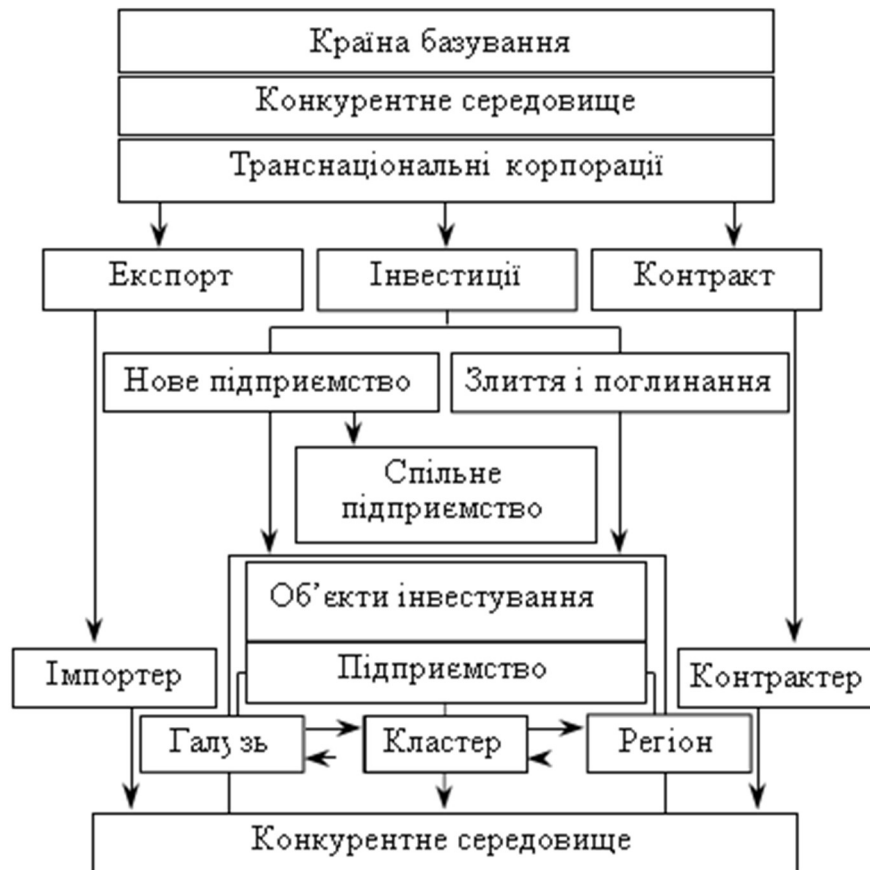 Країна базування
Конкурентне середовище
Транснаціональні корпорації
Експорт
Інвестиції
Контракт
Нове підприємство
Злиття і поглинання
Спільне
підприємство
Об’єкти інвестування
Підприємство
Імпортер
Контрактер
Галузь
Кластер
Регіон
Конкурентне середовище